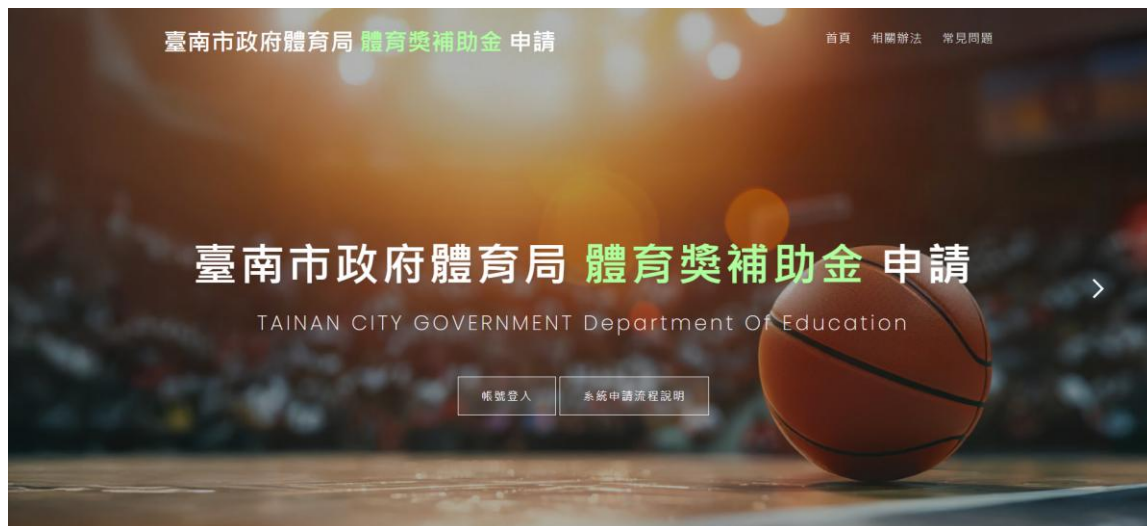 臺南市政府體育局 體育獎補助金 申請
首頁 相關辦法 常見問題
臺南市政府體育局 體育獎補助金 申請
TAINAN CITY GOVERNMENT Department Of Education
帳號登入 系統申請流程說明